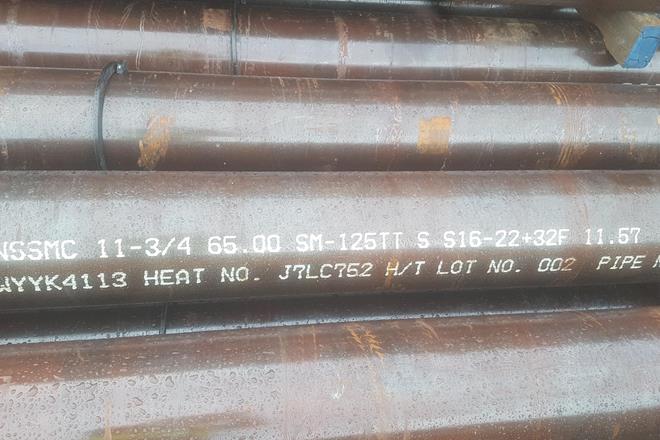 NSSMC 11-3/4 65.00 SM-125TT S S16-22+32F 11.57
WYYK4113 HEAT NO. J7LC752 H/T LOT NO. 002 PIPE